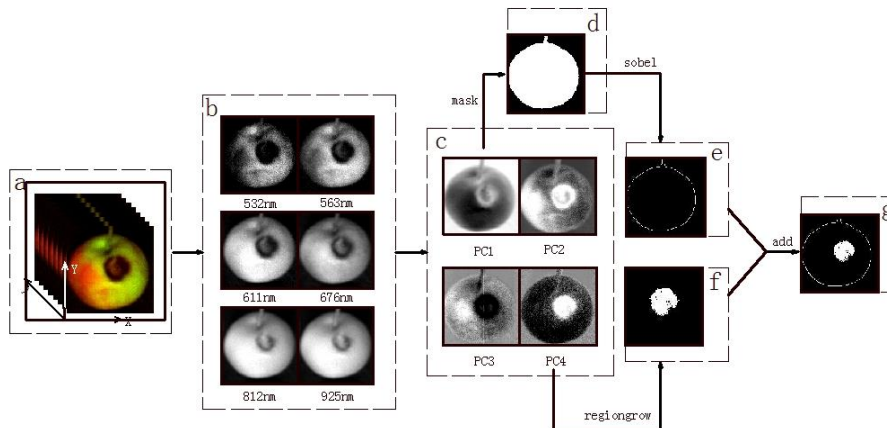 a
Y
X
b
532nm
563nm
611nm
676nm
812nm
925nm
mask
c
PC1
PC2
PC3
PC4
d
sobel
e
f
regiongrow
add
g